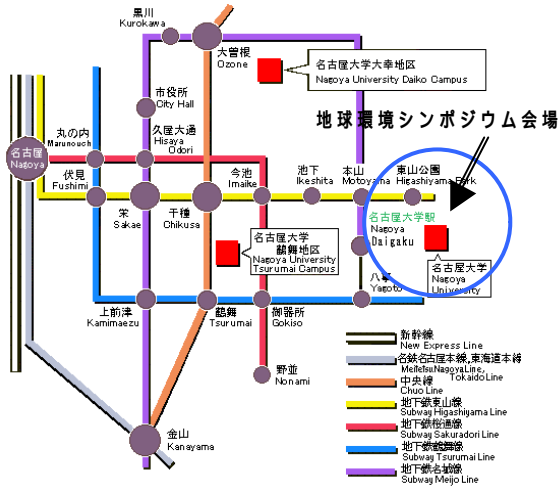 黒川
Kurokawa
大曽根
Ozone
名古屋大学大幸地区
Nagoya University Daiko Campus
市役所
City Hall
地球環境シンポジウム会場
丸の内
Marunouch
久屋大通
Hisaya
Odori
名古屋
Nagoya
伏見
Fushimi
今池
Imaike
池下
Ikeshita
本山
Motoyama
東山公園
Higashiyama Park
栄
Sakae
千種
Chikusa
名古屋大学駅
Nagoya
Daigaku
名古屋大学
鶴舞地区
Nagoya University
Tsurumai Campus
名古屋大学
Nagoya
University
八事
Yagoto
上前津
Kamimaezu
鶴舞
Tsurumai
御器所
Gokiso
野並
Nonami
金山
Kanayama
新幹線
New Express Line
名鉄名古屋本線,東海道本線
MeitetsuNagoyaLine,
TokaidoLine
中央線
Chuo Line
地下鉄東山線
Subway Higashiyama Line
地下鉄桜通線
Subway Sakuradori Line
地下鉄鶴舞線
Subway Tsurumai Line
地下鉄名城線
Subway Meijo Line